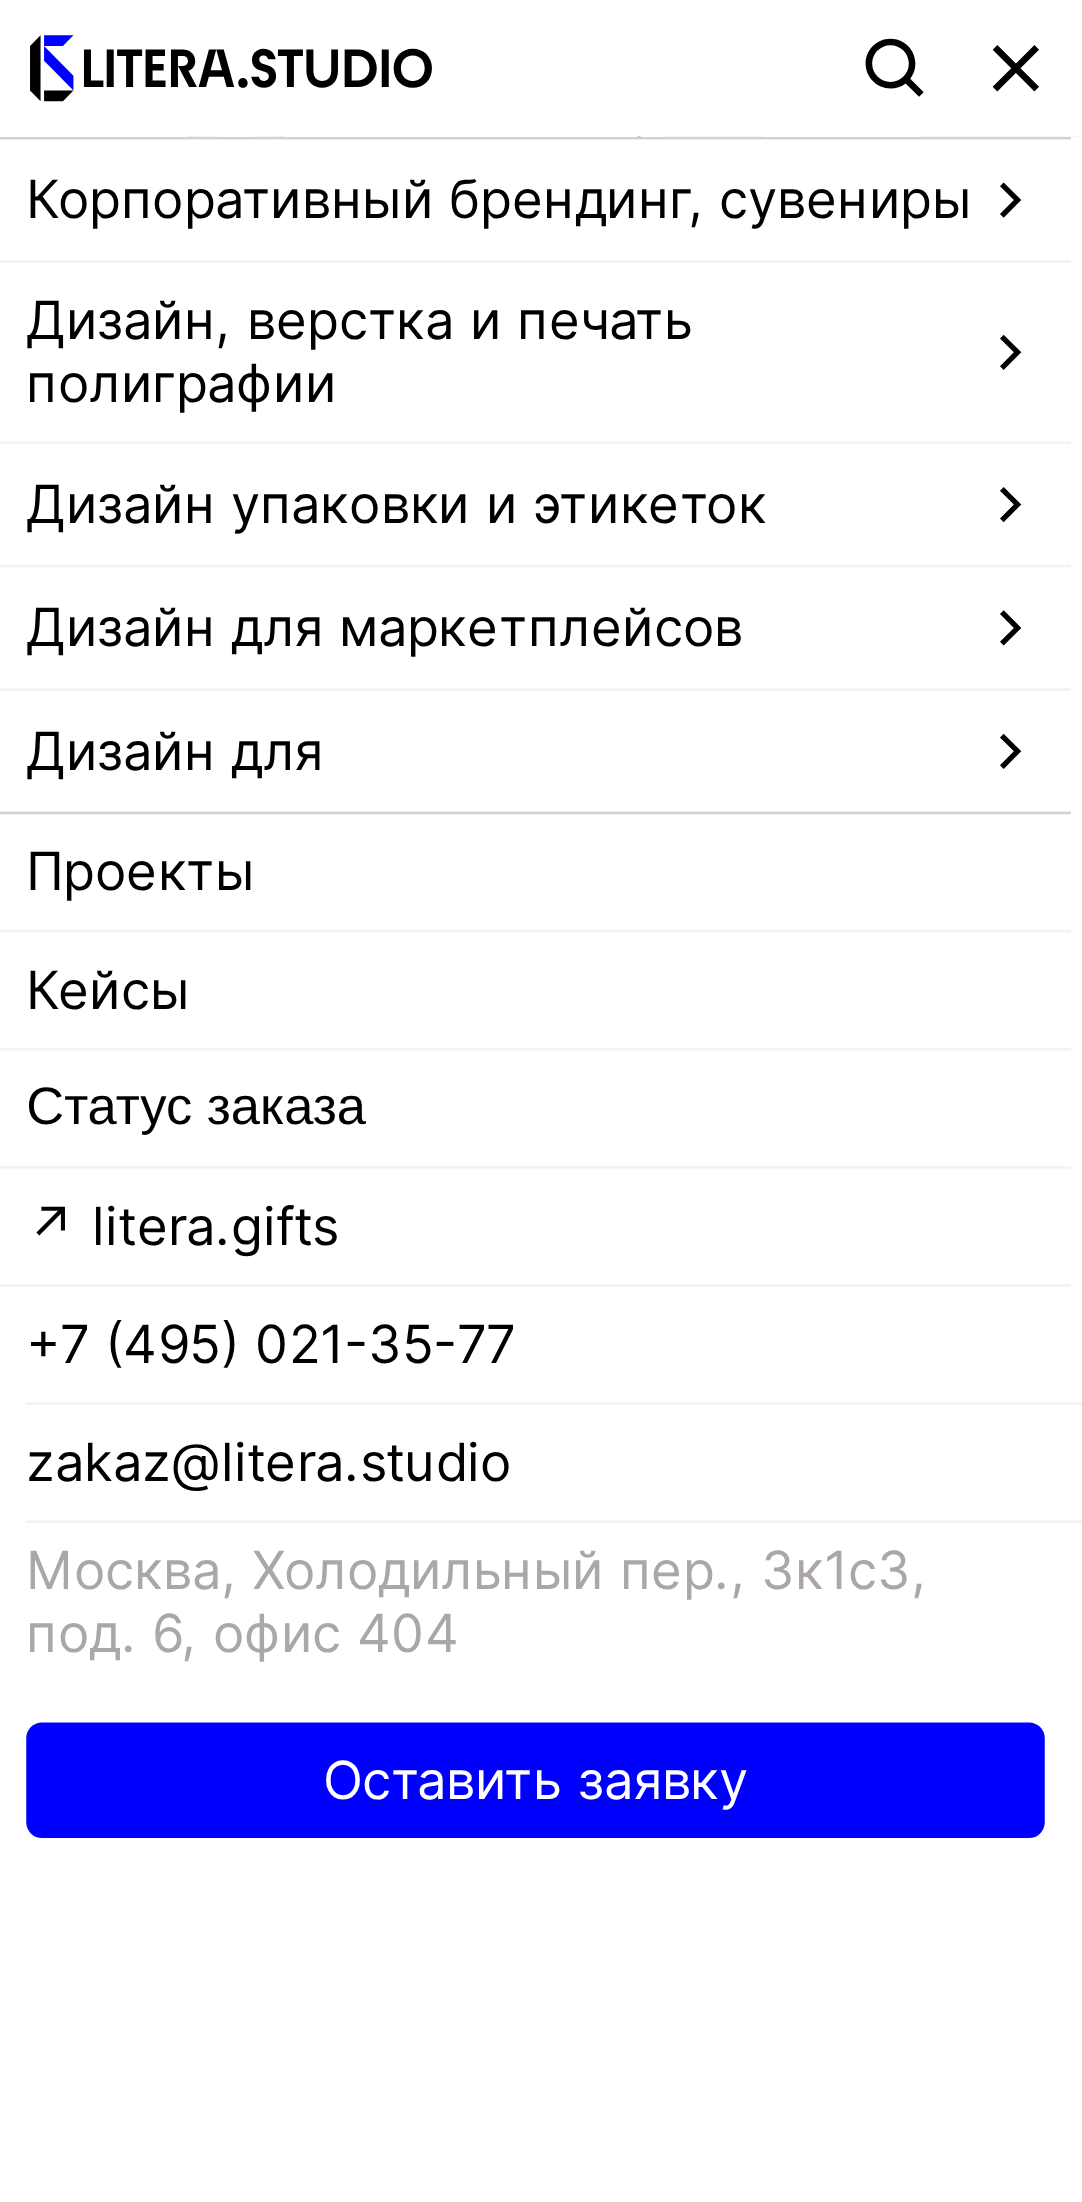 LITERA.STUDIO
Корпоративный брендинг, сувениры
Дизайн, верстка и печать
полиграфии
Дизайн упаковки и этикеток
Дизайн для маркетплейсов
Дизайн для
Проекты
Кейсы
Статус заказа
↗ litera.gifts
+7 (495) 021-35-77
zakaz@litera.studio
Москва, Холодильный пер., 3к1с3,
под. 6, офис 404
Оставить заявку